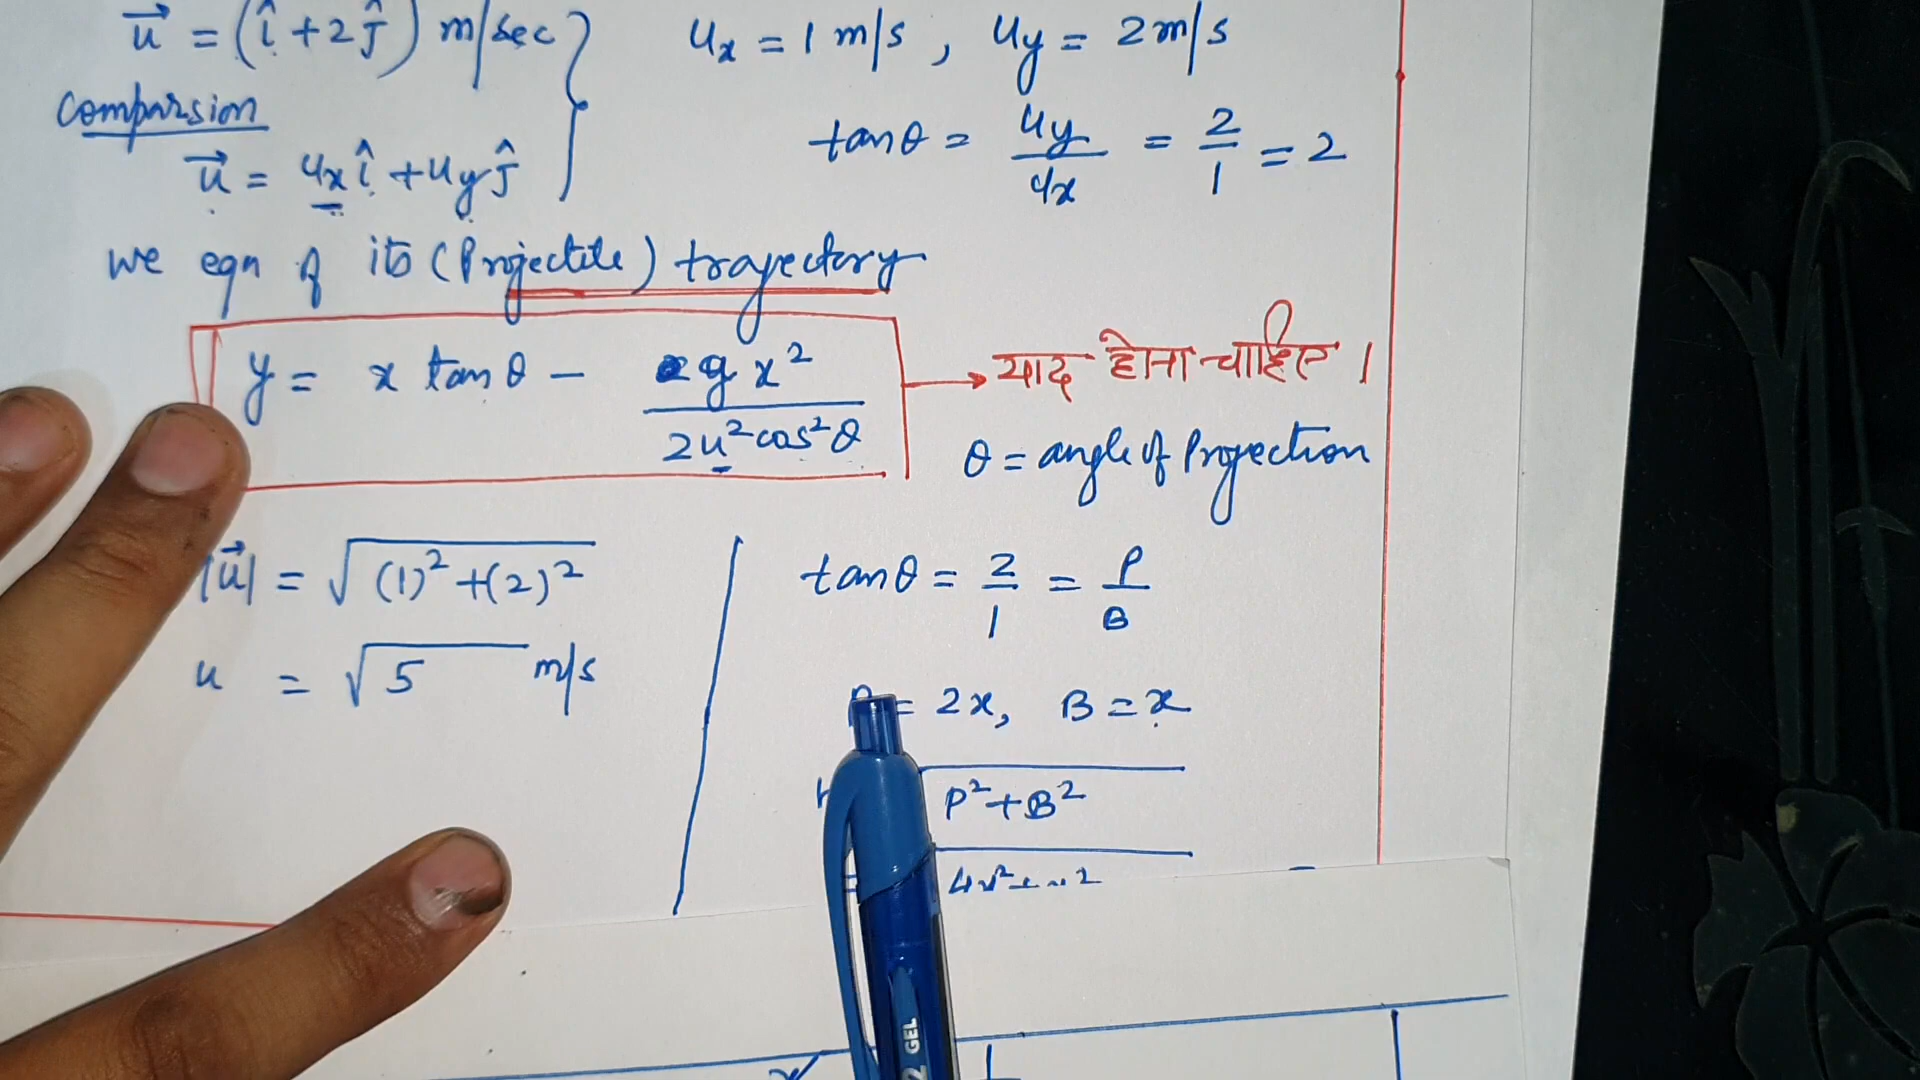 u⃗ = (î + 2ĵ) m/sec
ux = 1 m/s , uy = 2 m/s
comparsion
u⃗ = uxî + uyĵ
tanθ = uy/ux = 2/1 = 2
we eqn of its (Projectile) trajectory
y = x tanθ − gx²/2u²cos²θ
याद होना चाहिए ।
θ = angle of Projection
|u⃗| = √(1)²+(2)²
u = √5 m/s
tanθ = 2/1 = P/B
= 2x, B = x
P²+B²
GEL